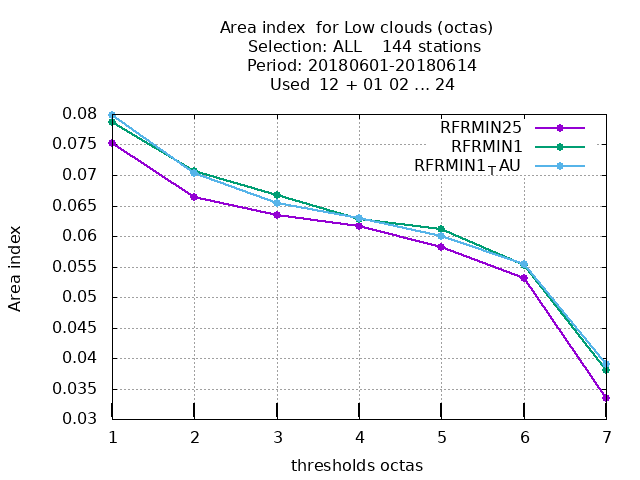 Area index  for Low clouds (octas)
Selection: ALL    144 stations
Period: 20180601-20180614
Used  12 + 01 02 ... 24
RFRMIN25
RFRMIN1
RFRMIN1TAU
0.08
0.075
0.07
0.065
0.06
0.055
0.05
0.045
0.04
0.035
0.03
Area index
1 2 3 4 5 6 7
thresholds octas